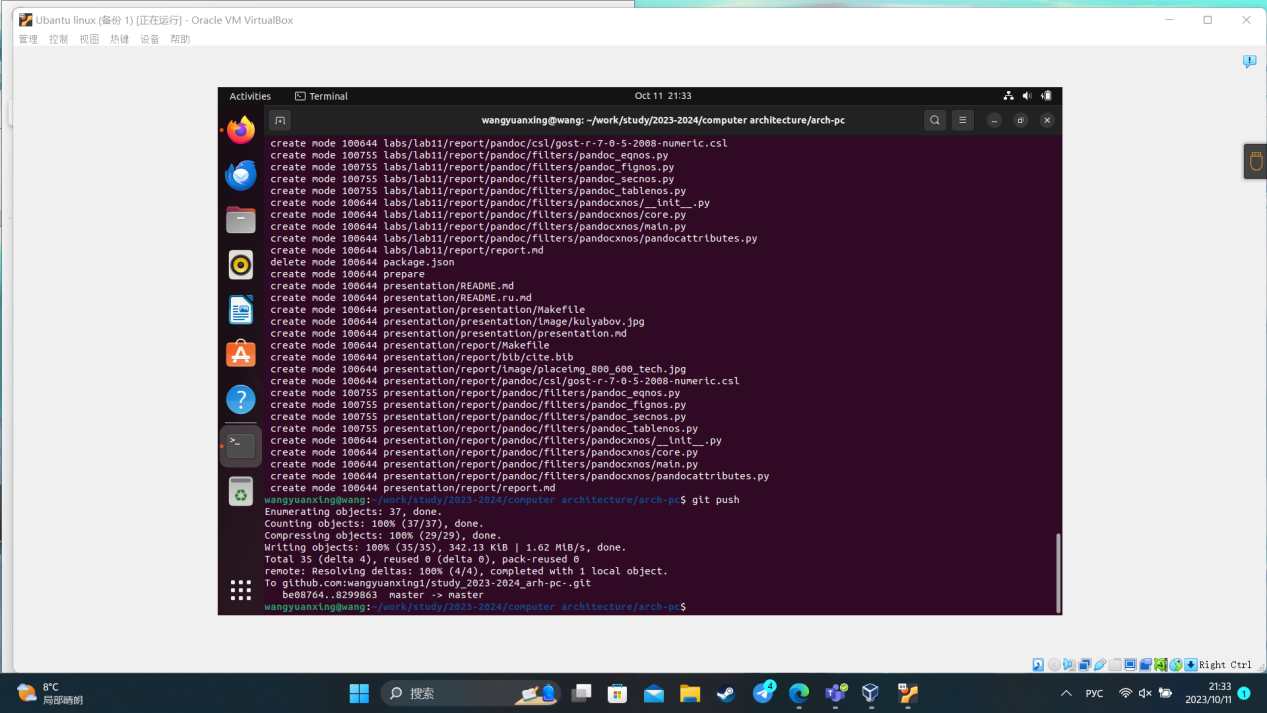 Ubantu linux (备份 1) [正在运行] - Oracle VM VirtualBox
管理 控制 视图 热键 设备 帮助
Activities Terminal Oct 11 21:33
wangyuanxing@wang: ~/work/study/2023-2024/computer architecture/arch-pc
create mode 100644 labs/lab11/report/pandoc/csl/gost-r-7-0-5-2008-numeric.csl
create mode 100755 labs/lab11/report/pandoc/filters/pandoc_eqnos.py
create mode 100755 labs/lab11/report/pandoc/filters/pandoc_fignos.py
create mode 100755 labs/lab11/report/pandoc/filters/pandoc_secnos.py
create mode 100755 labs/lab11/report/pandoc/filters/pandoc_tablenos.py
create mode 100644 labs/lab11/report/pandoc/filters/pandocxnos/__init__.py
create mode 100644 labs/lab11/report/pandoc/filters/pandocxnos/core.py
create mode 100644 labs/lab11/report/pandoc/filters/pandocxnos/main.py
create mode 100644 labs/lab11/report/pandoc/filters/pandocxnos/pandocattributes.py
create mode 100644 labs/lab11/report/report.md
delete mode 100644 package.json
create mode 100644 prepare
create mode 100644 presentation/README.md
create mode 100644 presentation/README.ru.md
create mode 100644 presentation/presentation/Makefile
create mode 100644 presentation/presentation/image/kulyabov.jpg
create mode 100644 presentation/presentation/presentation.md
create mode 100644 presentation/report/Makefile
create mode 100644 presentation/report/bib/cite.bib
create mode 100644 presentation/report/image/placeimg_800_600_tech.jpg
create mode 100644 presentation/report/pandoc/csl/gost-r-7-0-5-2008-numeric.csl
create mode 100755 presentation/report/pandoc/filters/pandoc_eqnos.py
create mode 100755 presentation/report/pandoc/filters/pandoc_fignos.py
create mode 100755 presentation/report/pandoc/filters/pandoc_secnos.py
create mode 100755 presentation/report/pandoc/filters/pandoc_tablenos.py
create mode 100644 presentation/report/pandoc/filters/pandocxnos/__init__.py
create mode 100644 presentation/report/pandoc/filters/pandocxnos/core.py
create mode 100644 presentation/report/pandoc/filters/pandocxnos/main.py
create mode 100644 presentation/report/pandoc/filters/pandocxnos/pandocattributes.py
create mode 100644 presentation/report/report.md
wangyuanxing@wang:~/work/study/2023-2024/computer architecture/arch-pc$ git push
Enumerating objects: 37, done.
Counting objects: 100% (37/37), done.
Compressing objects: 100% (29/29), done.
Writing objects: 100% (35/35), 342.13 KiB | 1.62 MiB/s, done.
Total 35 (delta 4), reused 0 (delta 0), pack-reused 0
remote: Resolving deltas: 100% (4/4), completed with 1 local object.
To github.com:wangyuanxing1/study_2023-2024_arh-pc-.git
be08764..8299863 master -> master
wangyuanxing@wang:~/work/study/2023-2024/computer architecture/arch-pc$
Right Ctrl
8°C
局部晴朗
搜索
4
РУС
21:33
2023/10/11
1